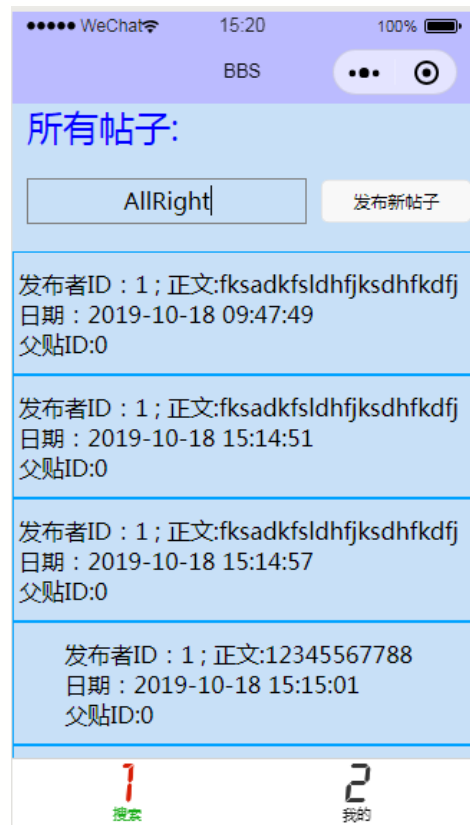 WeChat 15:20 100%
BBS
所有帖子:
AllRight 发布新帖子
发布者ID：1 ; 正文:fksadkfsldhfjksdhfkdfj
日期：2019-10-18 09:47:49
父贴ID:0
发布者ID：1 ; 正文:fksadkfsldhfjksdhfkdfj
日期：2019-10-18 15:14:51
父贴ID:0
发布者ID：1 ; 正文:fksadkfsldhfjksdhfkdfj
日期：2019-10-18 15:14:57
父贴ID:0
发布者ID：1 ; 正文:12345567788
日期：2019-10-18 15:15:01
父贴ID:0
1 2
搜索 我的